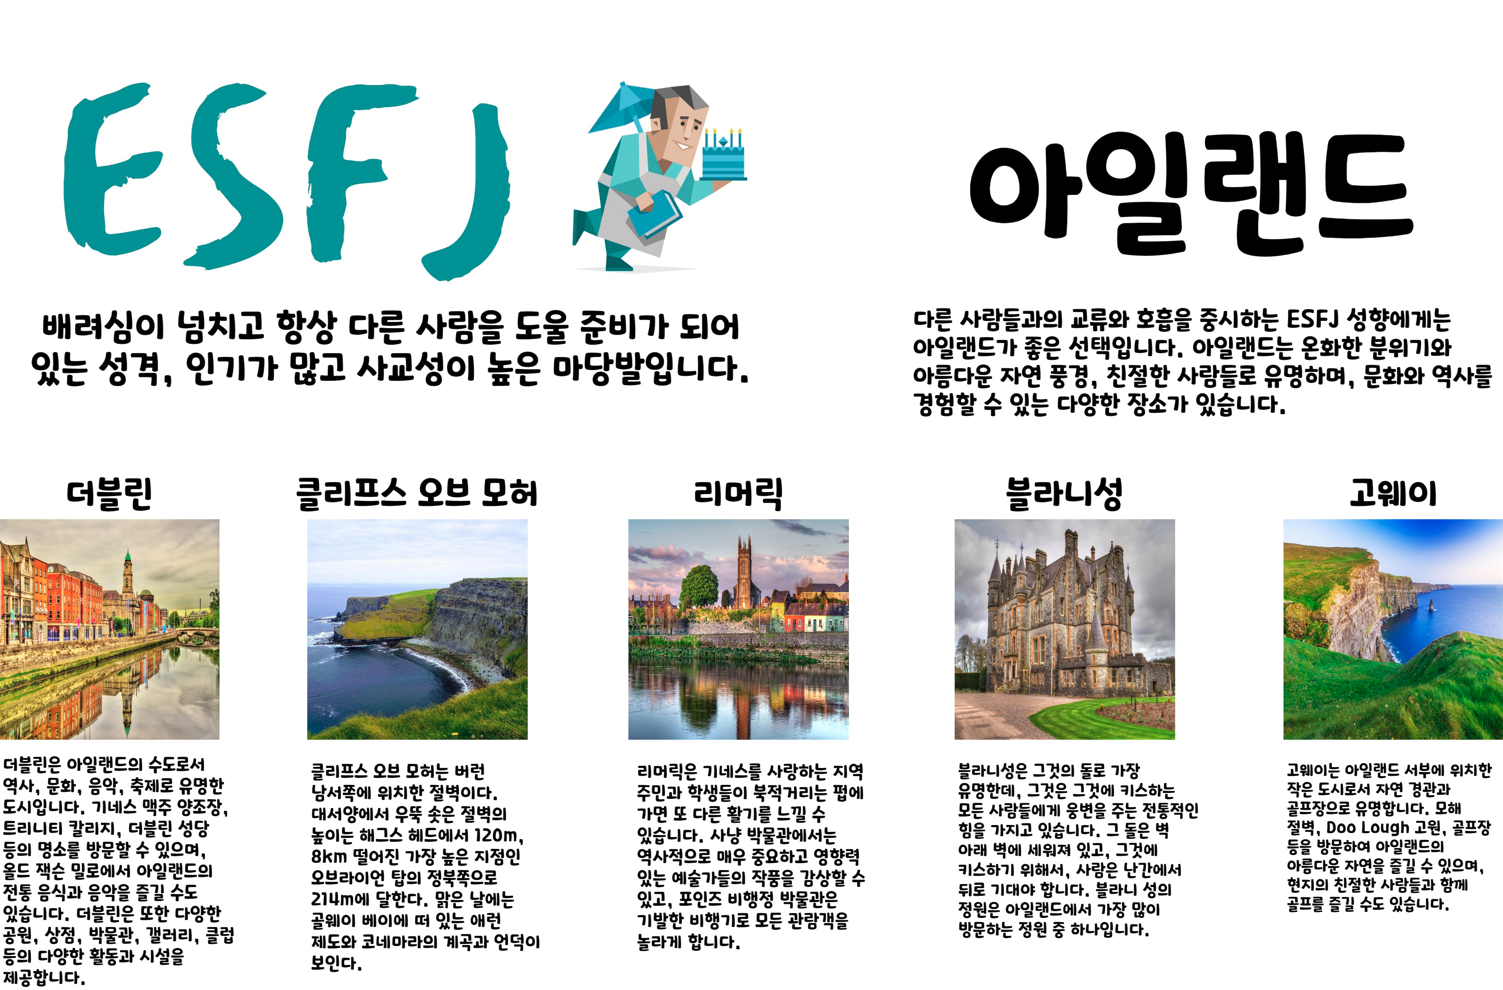 ESFJ
아일랜드
배려심이 넘치고 항상 다른 사람을 도울 준비가 되어
있는 성격, 인기가 많고 사교성이 높은 마당발입니다.
다른 사람들과의 교류와 호흡을 중시하는 ESFJ 성향에게는
아일랜드가 좋은 선택입니다. 아일랜드는 온화한 분위기와
아름다운 자연 풍경, 친절한 사람들로 유명하며, 문화와 역사를
경험할 수 있는 다양한 장소가 있습니다.
더블린
더블린은 아일랜드의 수도로서
역사, 문화, 음악, 축제로 유명한
도시입니다. 기네스 맥주 양조장,
트리니티 칼리지, 더블린 성당
등의 명소를 방문할 수 있으며,
올드 잭슨 밀로에서 아일랜드의
전통 음식과 음악을 즐길 수도
있습니다. 더블린은 또한 다양한
공원, 상점, 박물관, 갤러리, 클럽
등의 다양한 활동과 시설을
제공합니다.
클리프스 오브 모허
클리프스 오브 모허는 버런
남서쪽에 위치한 절벽이다.
대서양에서 우뚝 솟은 절벽의
높이는 해그스 헤드에서 120m,
8km 떨어진 가장 높은 지점인
오브라이언 탑의 정북쪽으로
214m에 달한다. 맑은 날에는
골웨이 베이에 떠 있는 애런
제도와 코네마라의 계곡과 언덕이
보인다.
리머릭
리머릭은 기네스를 사랑하는 지역
주민과 학생들이 북적거리는 펍에
가면 또 다른 활기를 느낄 수
있습니다. 사냥 박물관에서는
역사적으로 매우 중요하고 영향력
있는 예술가들의 작품을 감상할 수
있고, 포인즈 비행정 박물관은
기발한 비행기로 모든 관람객을
놀라게 합니다.
블라니성
블라니성은 그것의 돌로 가장
유명한데, 그것은 그것에 키스하는
모든 사람들에게 웅변을 주는 전통적인
힘을 가지고 있습니다. 그 돌은 벽
아래 벽에 세워져 있고, 그것에
키스하기 위해서, 사람은 난간에서
뒤로 기대야 합니다. 블라니 성의
정원은 아일랜드에서 가장 많이
방문하는 정원 중 하나입니다.
고웨이
고웨이는 아일랜드 서부에 위치한
작은 도시로서 자연 경관과
골프장으로 유명합니다. 모해
절벽, Doo Lough 고원, 골프장
등을 방문하여 아일랜드의
아름다운 자연을 즐길 수 있으며,
현지의 친절한 사람들과 함께
골프를 즐길 수도 있습니다.